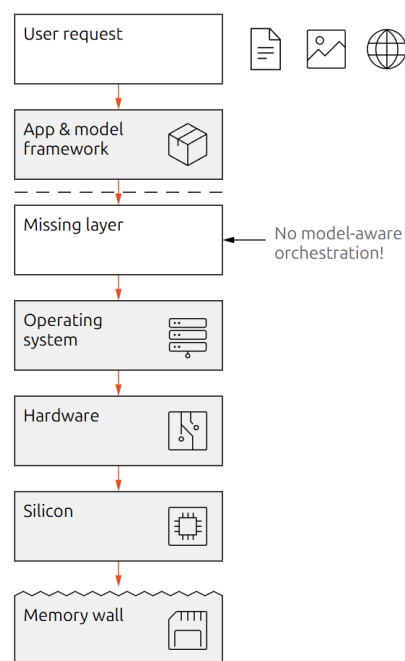 User request
App & model
framework
Missing layer
No model-aware
orchestration!
Operating
system
Hardware
Silicon
Memory wall